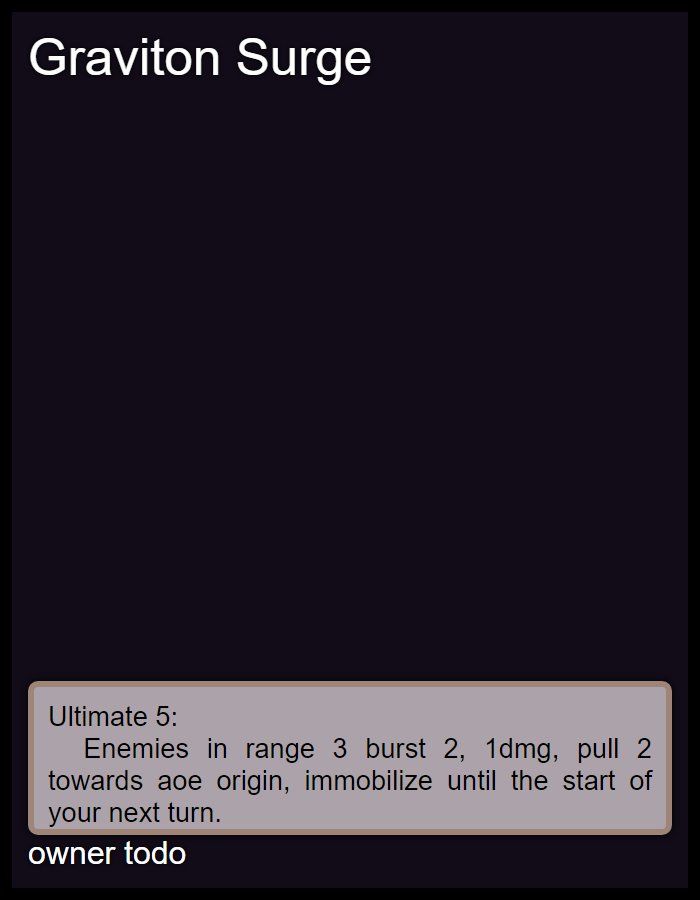 Graviton Surge
Ultimate 5:
Enemies in range 3 burst 2, 1dmg, pull 2
towards aoe origin, immobilize until the start of
your next turn.
owner todo